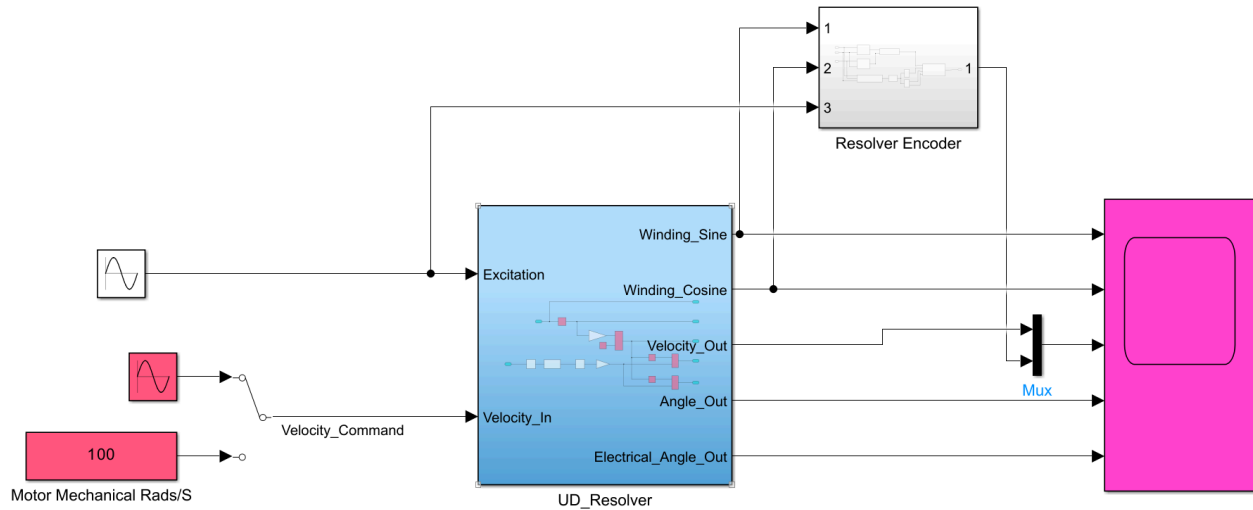 1
2
1
3
Resolver Encoder
Winding_Sine
Excitation
Winding_Cosine
Velocity_Out
Mux
Angle_Out
Velocity_In
Velocity_Command
100
Electrical_Angle_Out
Motor Mechanical Rads/S
UD_Resolver